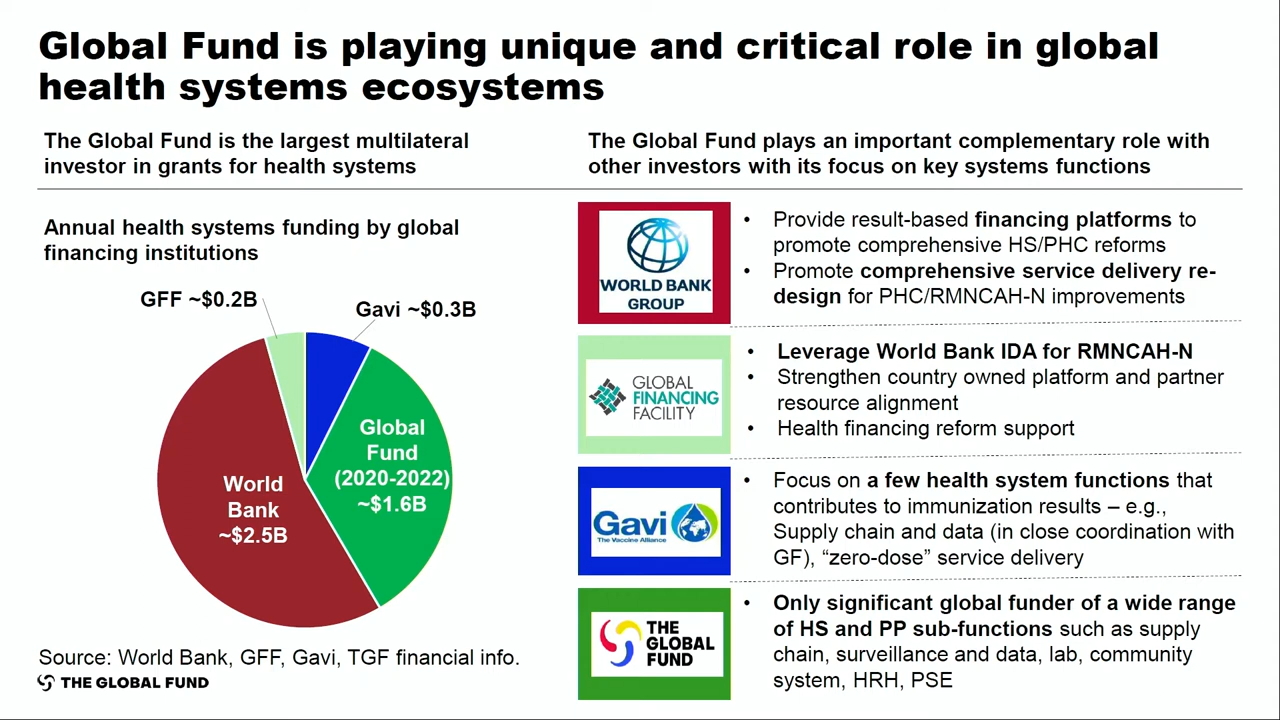 Global Fund is playing unique and critical role in global
health systems ecosystems
The Global Fund is the largest multilateral
investor in grants for health systems
Annual health systems funding by global
financing institutions
GFF ~$0.2B
Gavi ~$0.3B
Global
Fund
(2020-2022)
~$1.6B
World
Bank
~$2.5B
Source: World Bank, GFF, Gavi, TGF financial info.
THE GLOBAL FUND
The Global Fund plays an important complementary role with
other investors with its focus on key systems functions
WORLD BANK
GROUP
• Provide result-based financing platforms to
promote comprehensive HS/PHC reforms
• Promote comprehensive service delivery re-
design for PHC/RMNCAH-N improvements
GLOBAL
FINANCING
FACILITY
• Leverage World Bank IDA for RMNCAH-N
• Strengthen country owned platform and partner
resource alignment
• Health financing reform support
Gavi
The Vaccine Alliance
• Focus on a few health system functions that
contributes to immunization results – e.g.,
Supply chain and data (in close coordination with
GF), “zero-dose” service delivery
THE
GLOBAL
FUND
• Only significant global funder of a wide range
of HS and PP sub-functions such as supply
chain, surveillance and data, lab, community
system, HRH, PSE